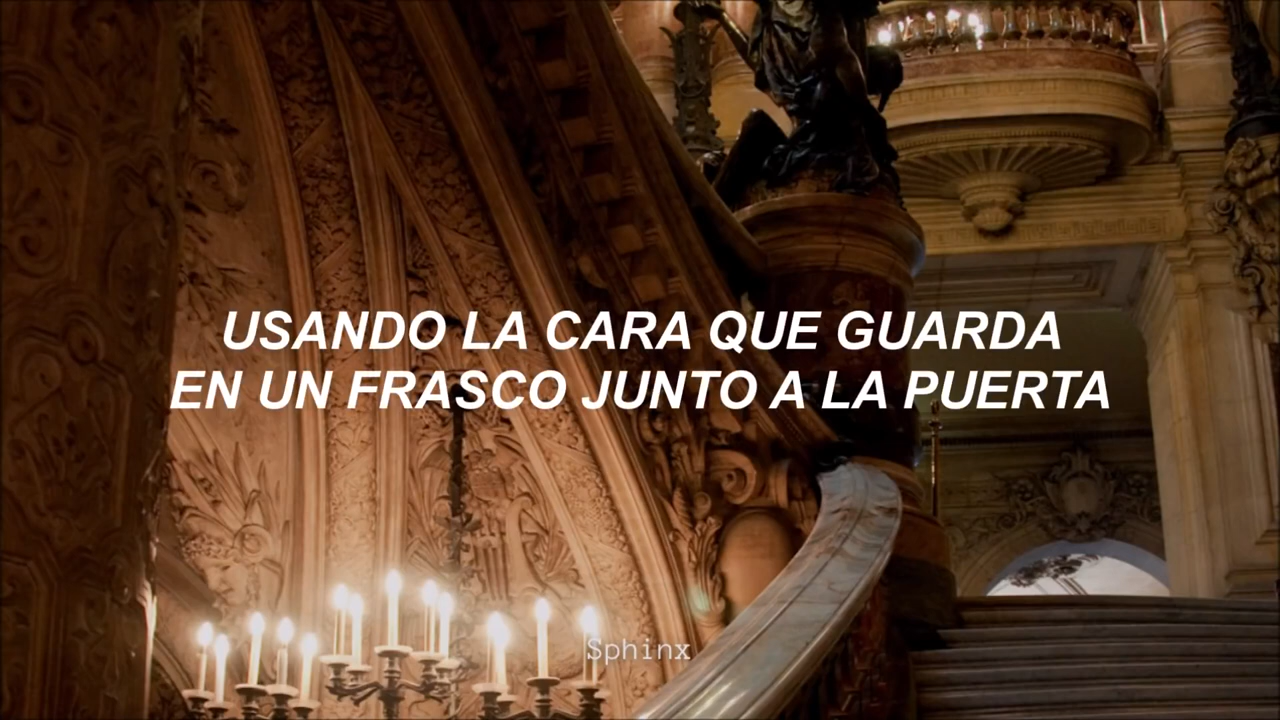 USANDO LA CARA QUE GUARDA
EN UN FRASCO JUNTO A LA PUERTA
Sphinx